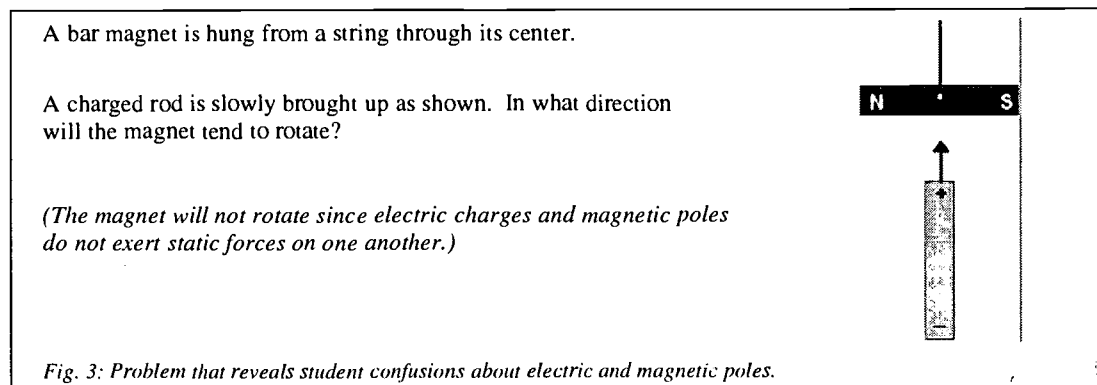 A bar magnet is hung from a string through its center.
A charged rod is slowly brought up as shown. In what direction
will the magnet tend to rotate?
(The magnet will not rotate since electric charges and magnetic poles
do not exert static forces on one another.)
N S
+
–
Fig. 3: Problem that reveals student confusions about electric and magnetic poles.